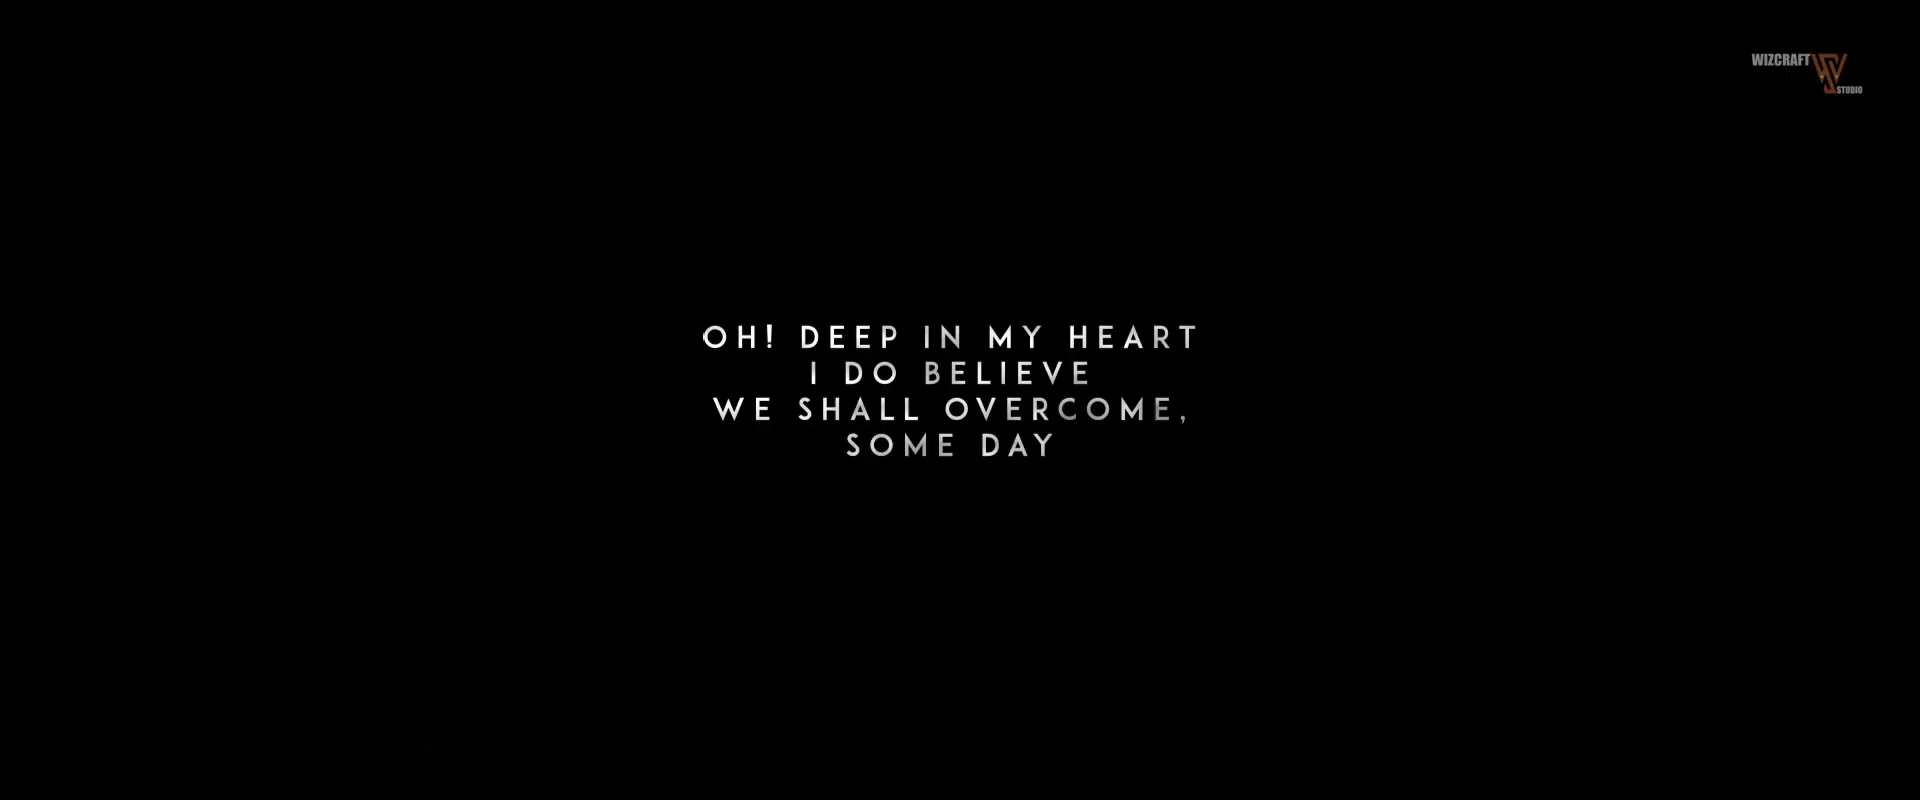 WIZCRAFT
STUDIO
OH! DEEP IN MY HEART
I DO BELIEVE
WE SHALL OVERCOME,
SOME DAY